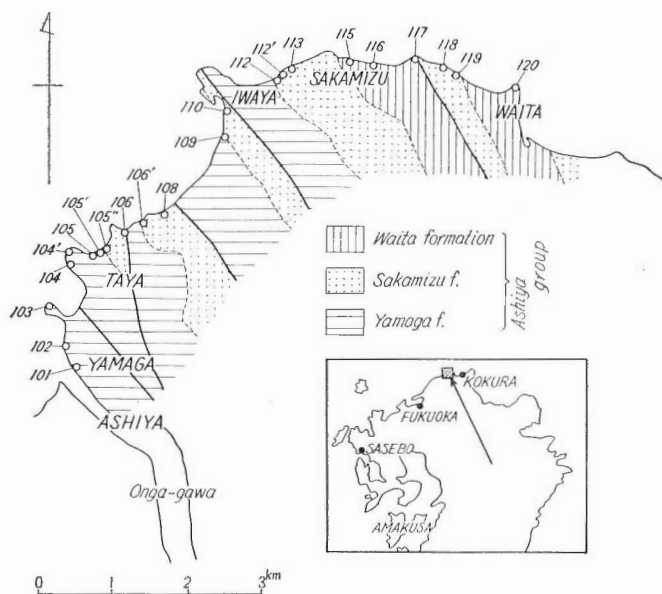 112
112'
113
115
116
117
118
119
120
IWAYA
SAKAMIZU
WAITA
110
109
106'
106
108
105'
105"
105
104'
104
103
102
101
TAYA
YAMAGA
ASHIYA
Onga-gawa
Waita formation
Sakamizu f.
Yamaga f.
Ashiya group
KOKURA
FUKUOKA
SASEBO
AMAKUSA
0 1 2 3 km